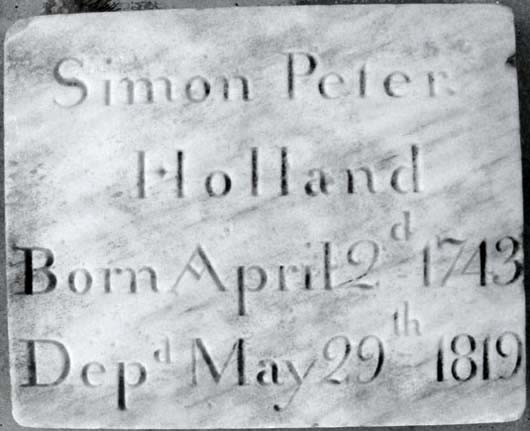 Simon Peter
Holland
Born April 2d 1743
Depd May 29th 1819